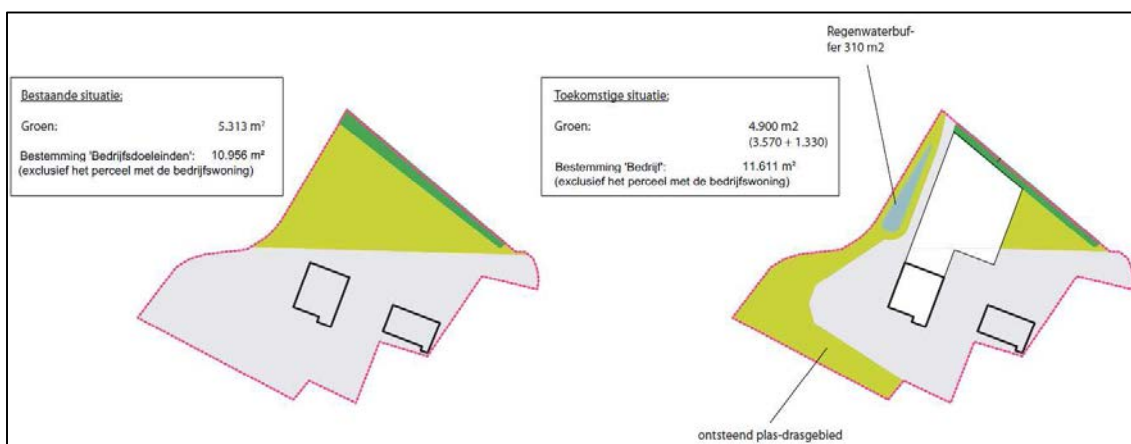 Regenwaterbuf-
fer 310 m2
Bestaande situatie:
Groen: 5.313 m²
Bestemming 'Bedrijfsdoeleinden': 10.956 m²
(exclusief het perceel met de bedrijfswoning)
Toekomstige situatie:
Groen: 4.900 m2
(3.570 + 1.330)
Bestemming 'Bedrijf': 11.611 m²
(exclusief het perceel met de bedrijfswoning)
ontsteend plas-drasgebied